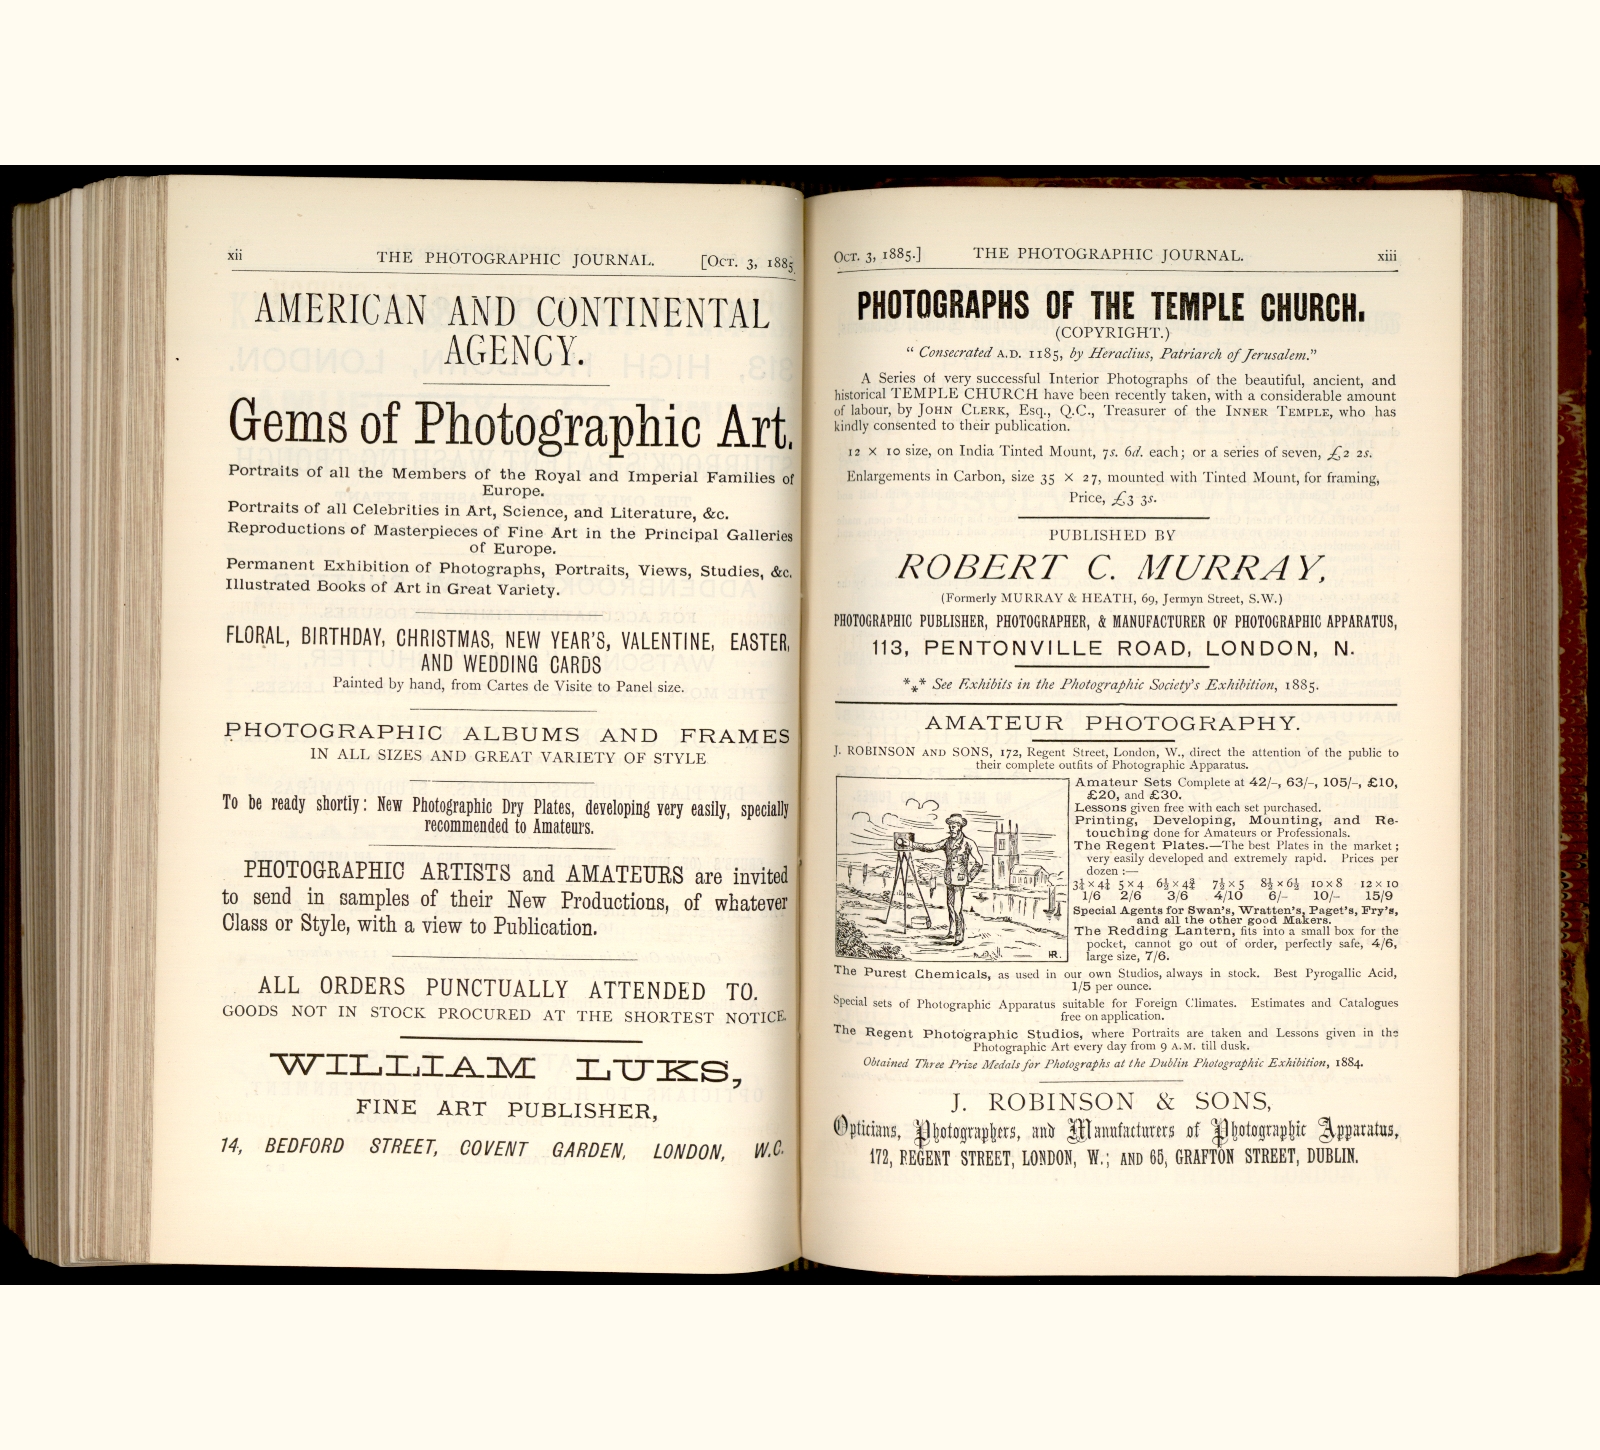 xii THE PHOTOGRAPHIC JOURNAL. [Oct. 3, 1885.
AMERICAN AND CONTINENTAL
AGENCY.
Gems of Photographic Art.
Portraits of all the Members of the Royal and Imperial Families of
Europe.
Portraits of all Celebrities in Art, Science, and Literature, &c.
Reproductions of Masterpieces of Fine Art in the Principal Galleries
of Europe.
Permanent Exhibition of Photographs, Portraits, Views, Studies, &c.
Illustrated Books of Art in Great Variety.
FLORAL, BIRTHDAY, CHRISTMAS, NEW YEAR'S, VALENTINE, EASTER,
AND WEDDING CARDS
Painted by hand, from Cartes de Visite to Panel size.
PHOTOGRAPHIC ALBUMS AND FRAMES
IN ALL SIZES AND GREAT VARIETY OF STYLE
To be ready shortly: New Photographic Dry Plates, developing very easily, specially
recommended to Amateurs.
PHOTOGRAPHIC ARTISTS and AMATEURS are invited
to send in samples of their New Productions, of whatever
Class or Style, with a view to Publication.
ALL ORDERS PUNCTUALLY ATTENDED TO.
GOODS NOT IN STOCK PROCURED AT THE SHORTEST NOTICE.
WILLIAM LUKS,
FINE ART PUBLISHER,
14, BEDFORD STREET, COVENT GARDEN, LONDON, W.C.
Oct. 3, 1885.] THE PHOTOGRAPHIC JOURNAL. xiii
PHOTOGRAPHS OF THE TEMPLE CHURCH.
(COPYRIGHT.)
"Consecrated A.D. 1185, by Heraclius, Patriarch of Jerusalem."
A Series of very successful Interior Photographs of the beautiful, ancient, and
historical TEMPLE CHURCH have been recently taken, with a considerable amount
of labour, by JOHN CLERK, Esq., Q.C., Treasurer of the INNER TEMPLE, who has
kindly consented to their publication.
12 × 10 size, on India Tinted Mount, 7s. 6d. each; or a series of seven, £2 2s.
Enlargements in Carbon, size 35 × 27, mounted with Tinted Mount, for framing,
Price, £3 3s.
PUBLISHED BY
ROBERT C. MURRAY,
(Formerly MURRAY & HEATH, 69, Jermyn Street, S.W.)
PHOTOGRAPHIC PUBLISHER, PHOTOGRAPHER, & MANUFACTURER OF PHOTOGRAPHIC APPARATUS,
113, PENTONVILLE ROAD, LONDON, N.
*** See Exhibits in the Photographic Society's Exhibition, 1885.
AMATEUR PHOTOGRAPHY.
J. ROBINSON AND SONS, 172, Regent Street, London, W., direct the attention of the public to
their complete outfits of Photographic Apparatus.
Amateur Sets Complete at 42/-, 63/-, 105/-, £10,
£20, and £30.
Lessons given free with each set purchased.
Printing, Developing, Mounting, and Re-
touching done for Amateurs or Professionals.
The Regent Plates.—The best Plates in the market;
very easily developed and extremely rapid. Prices per
dozen :—
3¼×4¼ 5×4 6½×4¾ 7½×5 8½×6½ 10×8 12×10
1/6 2/6 3/6 4/10 6/- 10/- 15/9
Special Agents for Swan's, Wratten's, Paget's, Fry's,
and all the other good Makers.
The Redding Lantern, fits into a small box for the
pocket, cannot go out of order, perfectly safe, 4/6,
large size, 7/6.
HR.
The Purest Chemicals, as used in our own Studios, always in stock. Best Pyrogallic Acid,
1/5 per ounce.
Special sets of Photographic Apparatus suitable for Foreign Climates. Estimates and Catalogues
free on application.
The Regent Photographic Studios, where Portraits are taken and Lessons given in the
Photographic Art every day from 9 A.M. till dusk.
Obtained Three Prize Medals for Photographs at the Dublin Photographic Exhibition, 1884.
J. ROBINSON & SONS,
Opticians, Photographers, and Manufacturers of Photographic Apparatus,
172, REGENT STREET, LONDON, W.; AND 65, GRAFTON STREET, DUBLIN.